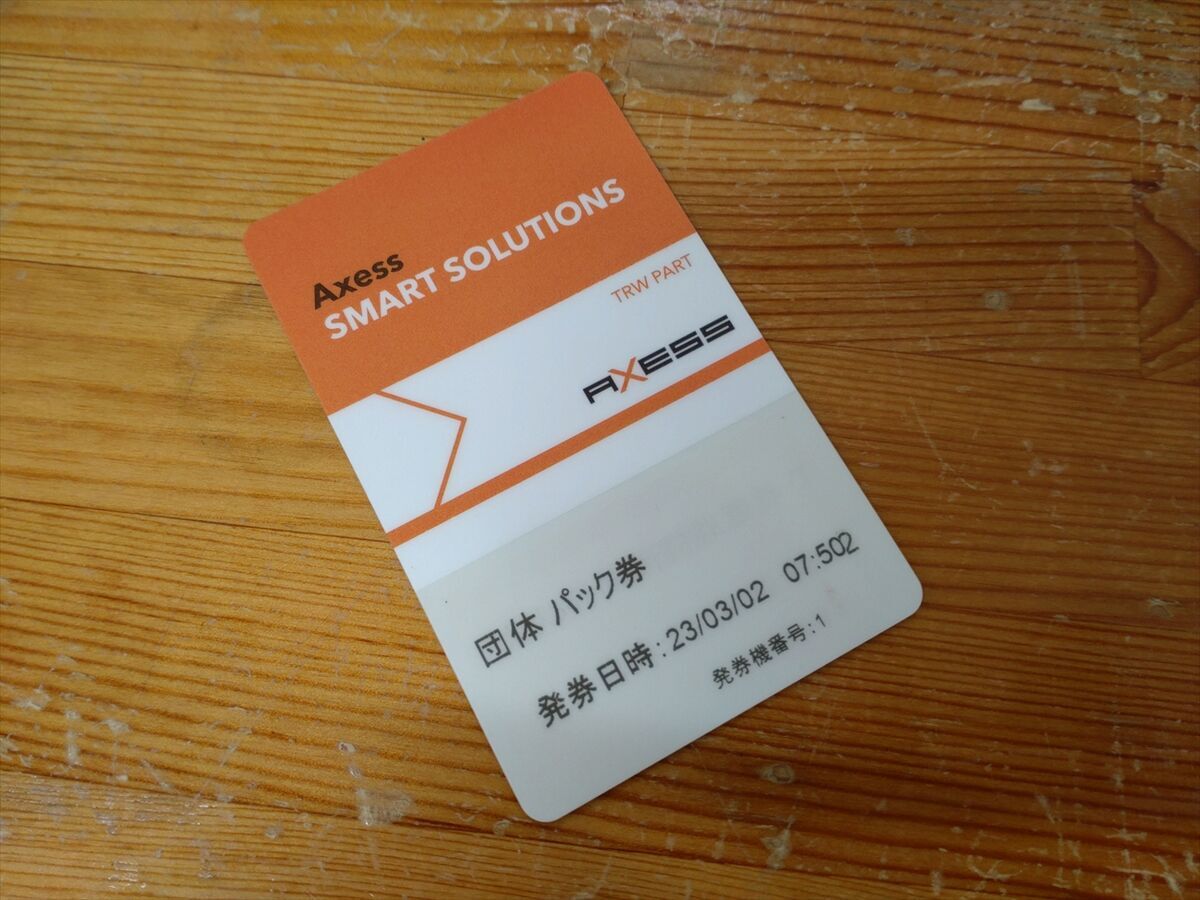 Axess
SMART SOLUTIONS
TRW PART
AXESS
団体 パック券
発券日時:23/03/02 07:502
発券機番号:1